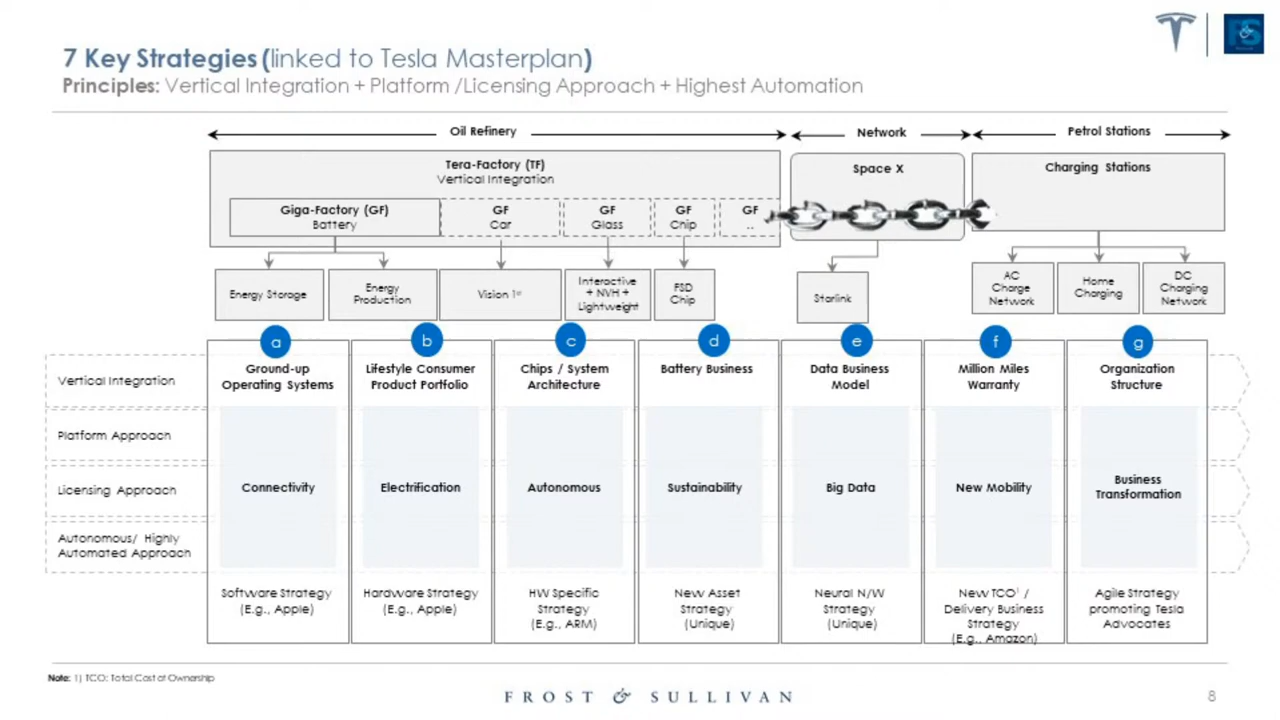 7 Key Strategies (linked to Tesla Masterplan)
Principles: Vertical Integration + Platform /Licensing Approach + Highest Automation
Oil Refinery
Network
Petrol Stations
Tera-Factory (TF)
Vertical Integration
Giga-Factory (GF)
Battery
GF
Car
GF
Glass
GF
Chip
GF
..
Space X
Charging Stations
Energy Storage
Energy
Production
Vision 1st
Interactive
+ NVH +
Lightweight
FSD
Chip
Starlink
AC
Charge
Network
Home
Charging
DC
Charging
Network
a
b
c
d
e
f
g
Vertical Integration
Platform Approach
Licensing Approach
Autonomous/ Highly
Automated Approach
Ground-up
Operating Systems
Connectivity
Software Strategy
(E.g., Apple)
Lifestyle Consumer
Product Portfolio
Electrification
Hardware Strategy
(E.g., Apple)
Chips / System
Architecture
Autonomous
HW Specific
Strategy
(E.g., ARM)
Battery Business
Sustainability
New Asset
Strategy
(Unique)
Data Business
Model
Big Data
Neural N/W
Strategy
(Unique)
Million Miles
Warranty
New Mobility
New TCO1 /
Delivery Business
Strategy
(E.g., Amazon)
Organization
Structure
Business
Transformation
Agile Strategy
promoting Tesla
Advocates
Note: 1) TCO: Total Cost of Ownership
FROST & SULLIVAN
8